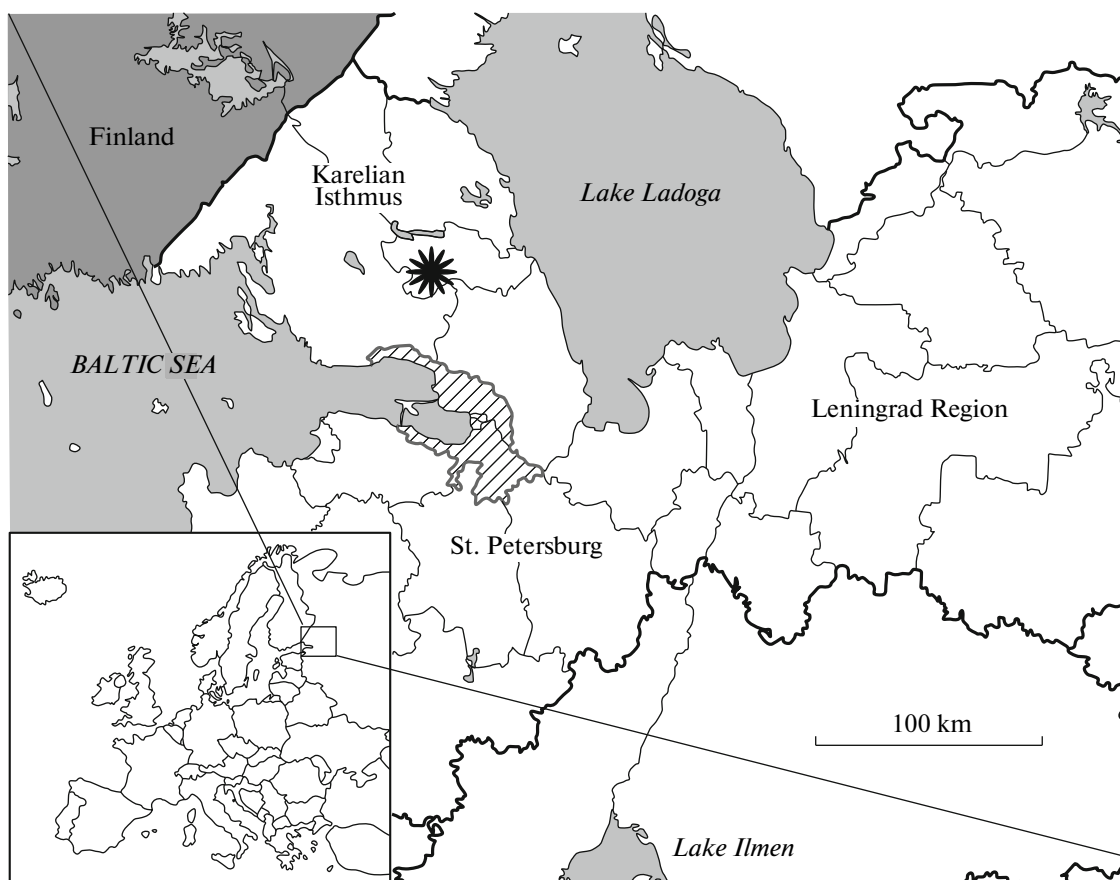 Finland
Karelian
Isthmus
Lake Ladoga
BALTIC SEA
Leningrad Region
St. Petersburg
100 km
Lake Ilmen